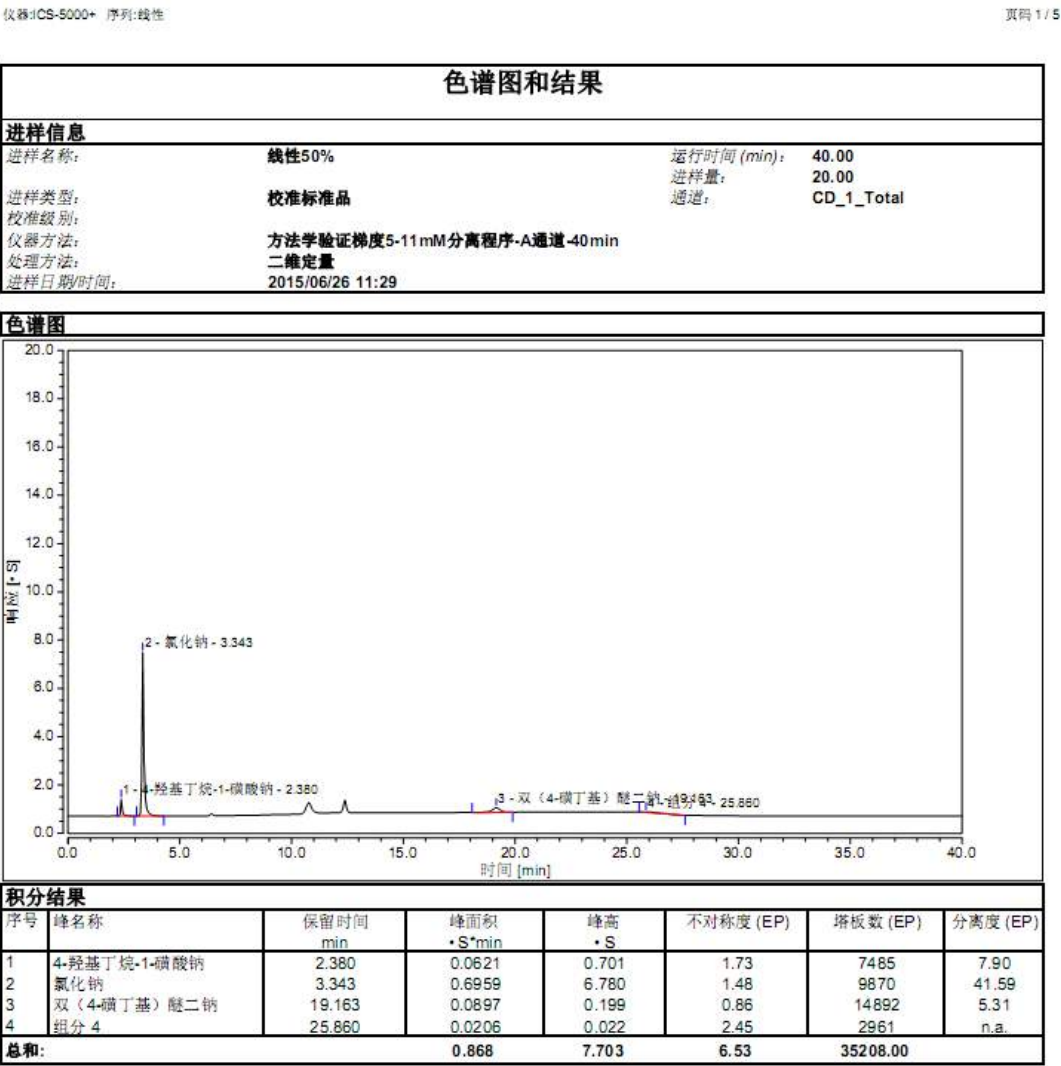 仪器:ICS-5000+ 序列:线性
页码 1 / 5
色谱图和结果
进样信息
进样名称: 线性50% 运行时间 (min): 40.00
进样量: 20.00
进样类型: 校准标准品 通道: CD_1_Total
校准级别:
仪器方法: 方法学验证梯度5-11mM分离程序-A通道-40min
处理方法: 二维定量
进样日期/时间: 2015/06/26 11:29
色谱图
20.0
18.0
16.0
14.0
12.0
10.0
8.0
6.0
4.0
2.0
0.0
响应 [• S]
2 - 氯化钠 - 3.343
1 - 4-羟基丁烷-1-磺酸钠 - 2.380
3 - 双（4-磺丁基）醚二钠 - 19.163
4 - 组分 4 - 25.860
0.0 5.0 10.0 15.0 20.0 25.0 30.0 35.0 40.0
时间 [min]
积分结果
序号 峰名称 保留时间 峰面积 峰高 不对称度 (EP) 塔板数 (EP) 分离度 (EP)
min • S*min • S
1 4-羟基丁烷-1-磺酸钠 2.380 0.0621 0.701 1.73 7485 7.90
2 氯化钠 3.343 0.6959 6.780 1.48 9870 41.59
3 双（4-磺丁基）醚二钠 19.163 0.0897 0.199 0.86 14892 5.31
4 组分 4 25.860 0.0206 0.022 2.45 2961 n.a.
总和: 0.868 7.703 6.53 35208.00